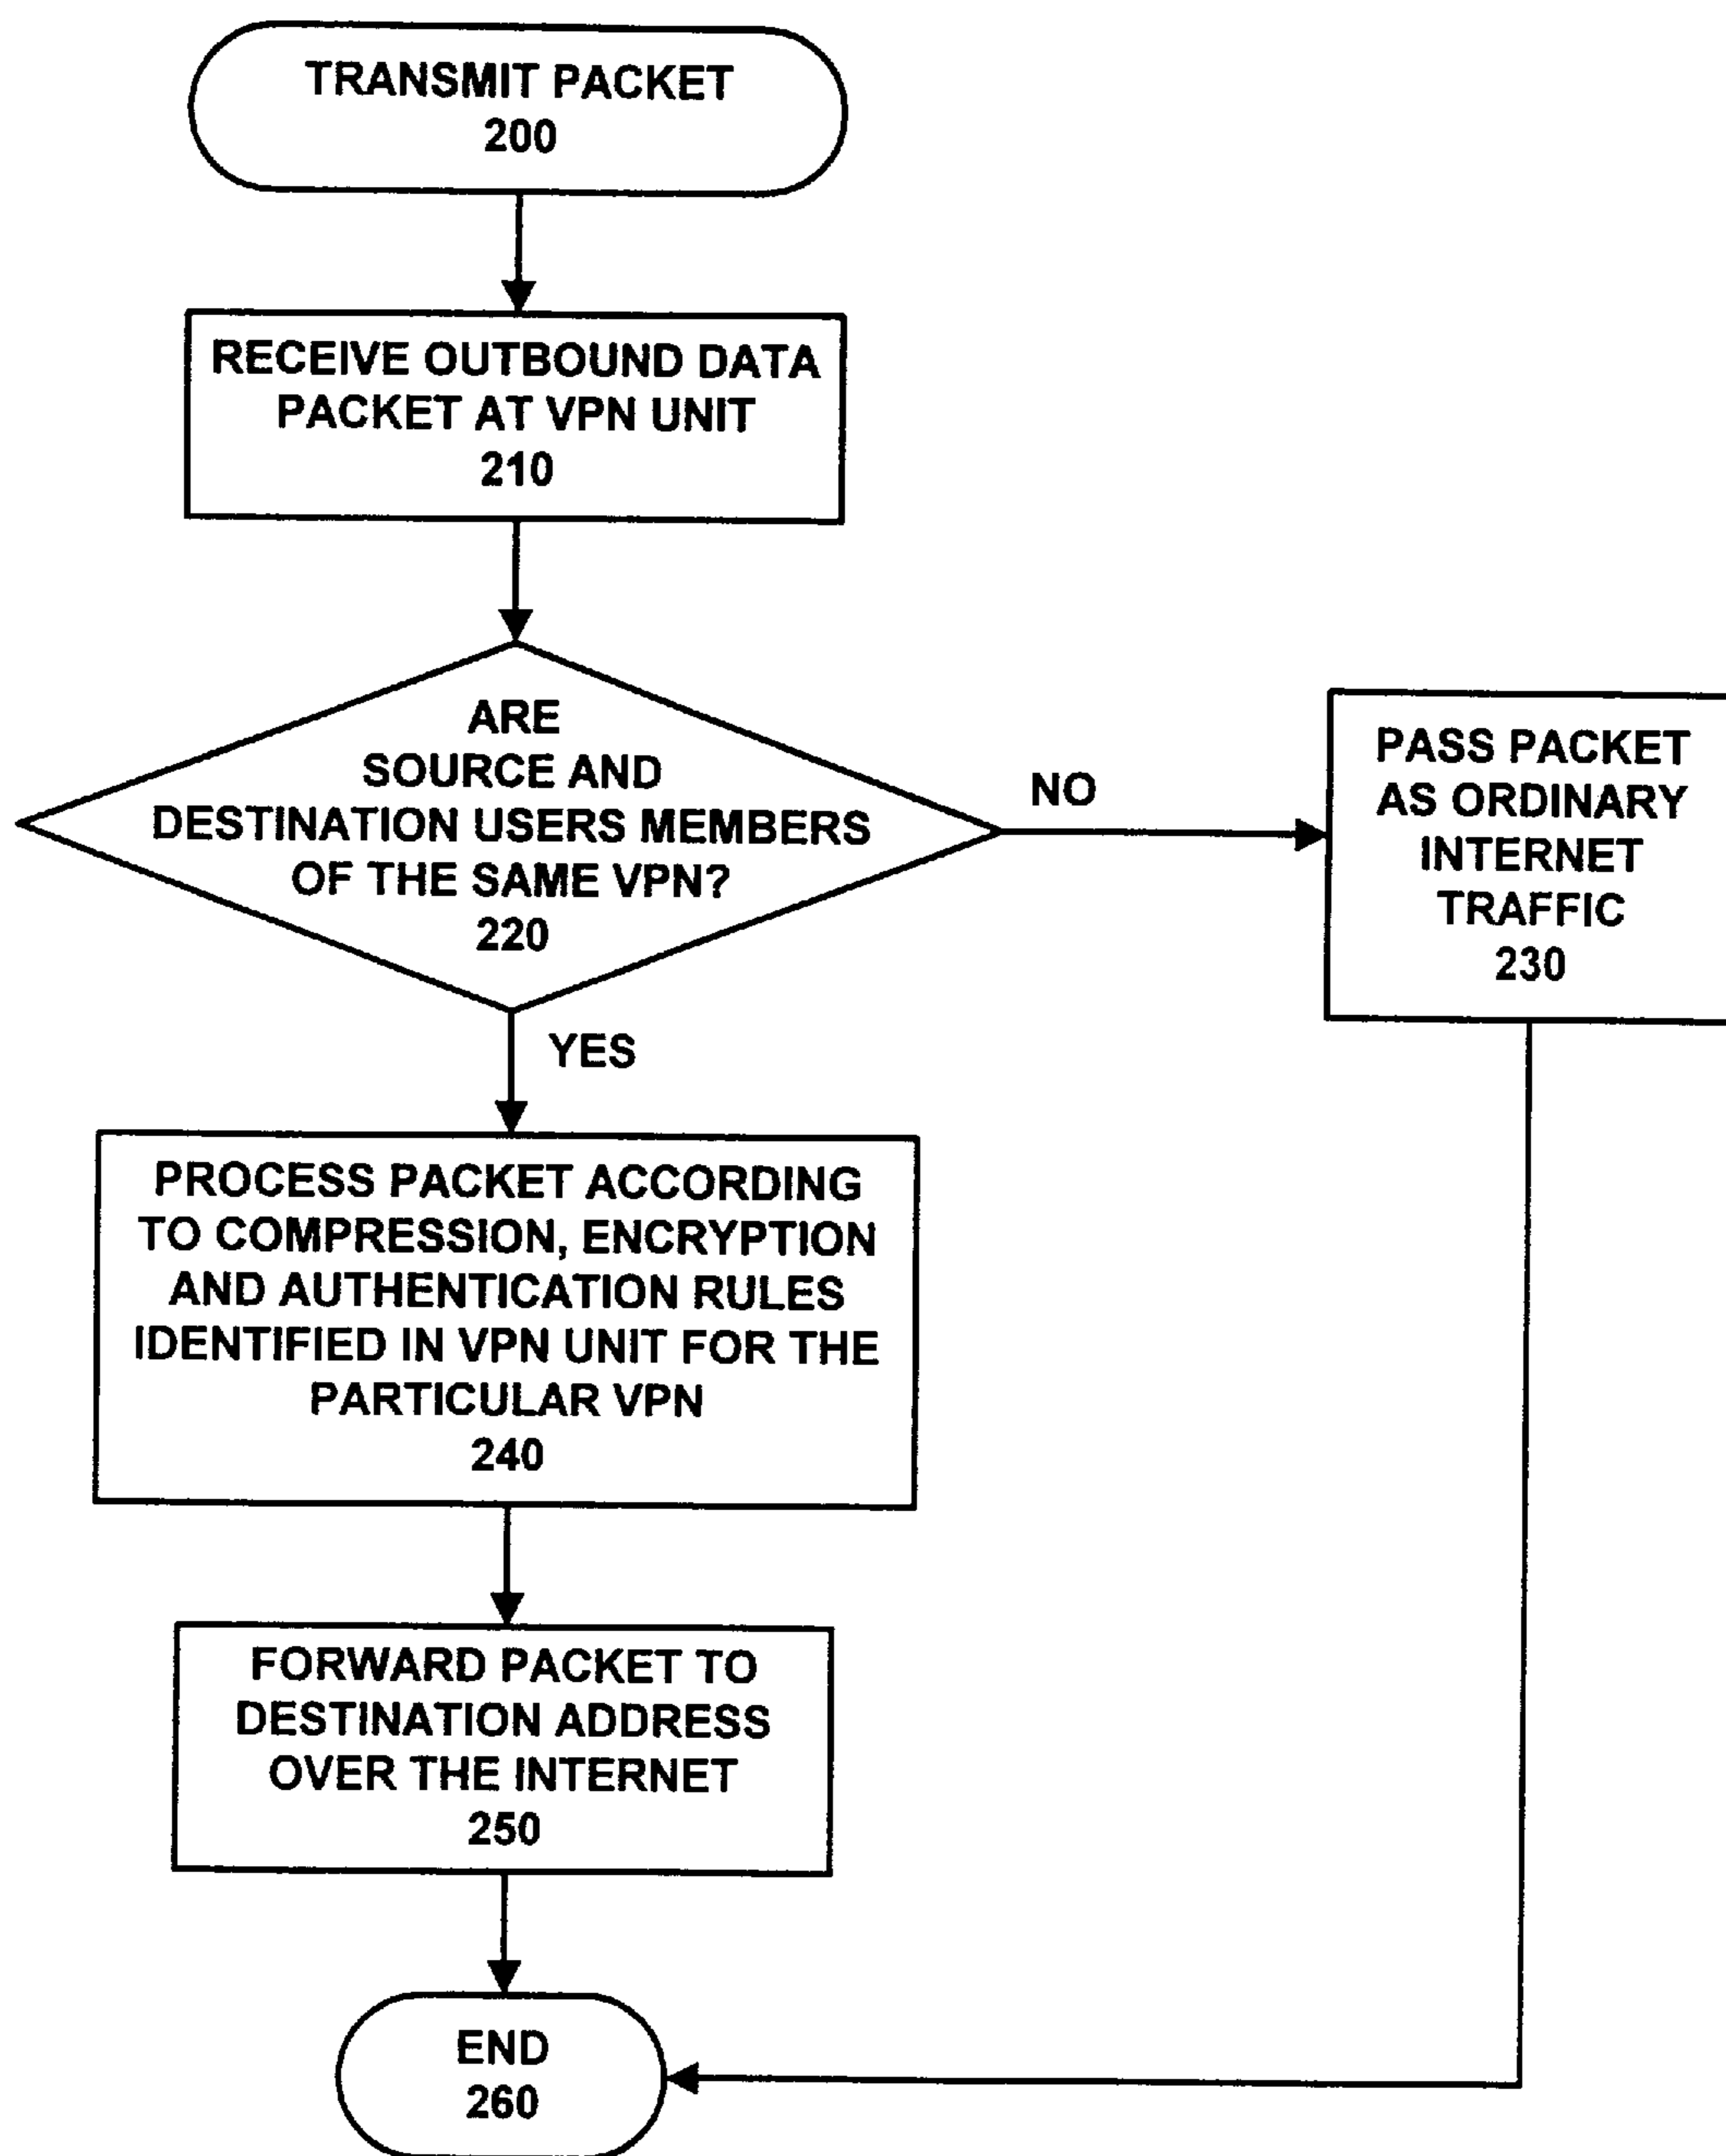 TRANSMIT PACKET
200
RECEIVE OUTBOUND DATA
PACKET AT VPN UNIT
210
ARE
SOURCE AND
DESTINATION USERS MEMBERS
OF THE SAME VPN?
220
NO
PASS PACKET
AS ORDINARY
INTERNET
TRAFFIC
230
YES
PROCESS PACKET ACCORDING
TO COMPRESSION, ENCRYPTION
AND AUTHENTICATION RULES
IDENTIFIED IN VPN UNIT FOR THE
PARTICULAR VPN
240
FORWARD PACKET TO
DESTINATION ADDRESS
OVER THE INTERNET
250
END
260